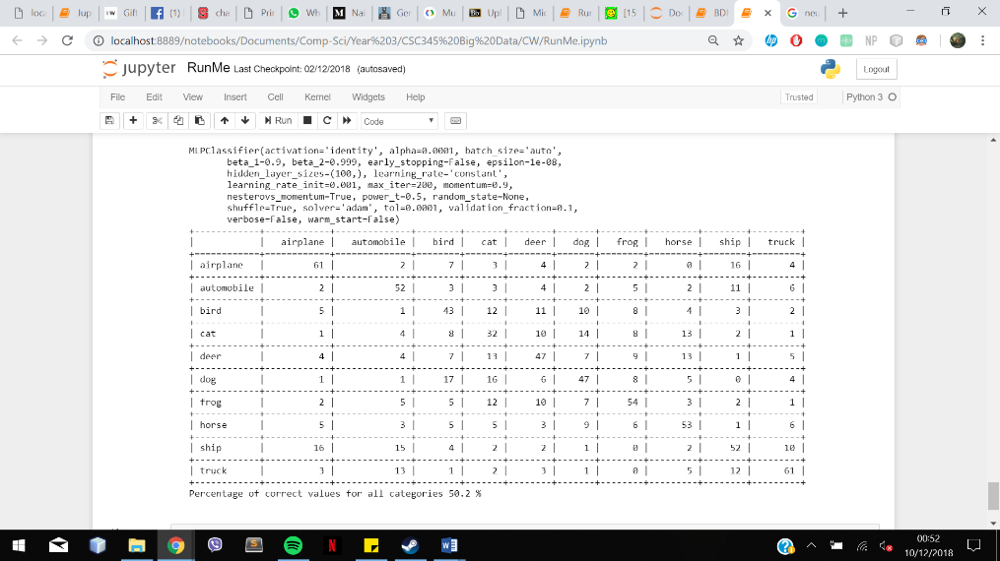 loca
Jup
Gift
(1)
cha
Prin
Wh
Nai
Ger
Mu
Upl
Mic
Rui
[15
Doc
BDI
neu
localhost:8889/notebooks/Documents/Comp-Sci/Year%203/CSC345%20Big%20Data/CW/RunMe.ipynb
jupyter RunMe Last Checkpoint: 02/12/2018 (autosaved)
Logout
File Edit View Insert Cell Kernel Widgets Help
Trusted
Python 3
Run
Code
MLPClassifier(activation='identity', alpha=0.0001, batch_size='auto',
beta_1=0.9, beta_2=0.999, early_stopping=False, epsilon=1e-08,
hidden_layer_sizes=(100,), learning_rate='constant',
learning_rate_init=0.001, max_iter=200, momentum=0.9,
nesterovs_momentum=True, power_t=0.5, random_state=None,
shuffle=True, solver='adam', tol=0.0001, validation_fraction=0.1,
verbose=False, warm_start=False)
| | airplane | automobile | bird | cat | deer | dog | frog | horse | ship | truck |
| airplane | 61 | 2 | 7 | 3 | 4 | 2 | 2 | 0 | 16 | 4 |
| automobile | 2 | 52 | 3 | 3 | 4 | 2 | 5 | 2 | 11 | 6 |
| bird | 5 | 1 | 43 | 12 | 11 | 10 | 8 | 4 | 3 | 2 |
| cat | 1 | 4 | 8 | 32 | 10 | 14 | 8 | 13 | 2 | 1 |
| deer | 4 | 4 | 7 | 13 | 47 | 7 | 9 | 13 | 1 | 5 |
| dog | 1 | 1 | 17 | 16 | 6 | 47 | 8 | 5 | 0 | 4 |
| frog | 2 | 5 | 5 | 12 | 10 | 7 | 54 | 3 | 2 | 1 |
| horse | 5 | 3 | 5 | 5 | 3 | 9 | 6 | 53 | 1 | 6 |
| ship | 16 | 15 | 4 | 2 | 2 | 1 | 0 | 2 | 52 | 10 |
| truck | 3 | 13 | 1 | 2 | 3 | 1 | 0 | 5 | 12 | 61 |
Percentage of correct values for all categories 50.2 %
00:52
10/12/2018